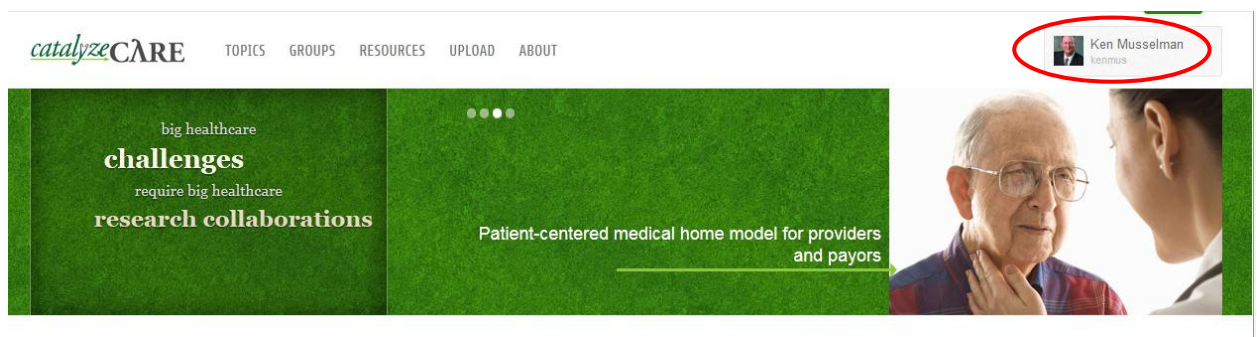 catalyzeCARE TOPICS GROUPS RESOURCES UPLOAD ABOUT
Ken Musselman
kenmus
big healthcare
challenges
require big healthcare
research collaborations
Patient-centered medical home model for providers
and payors